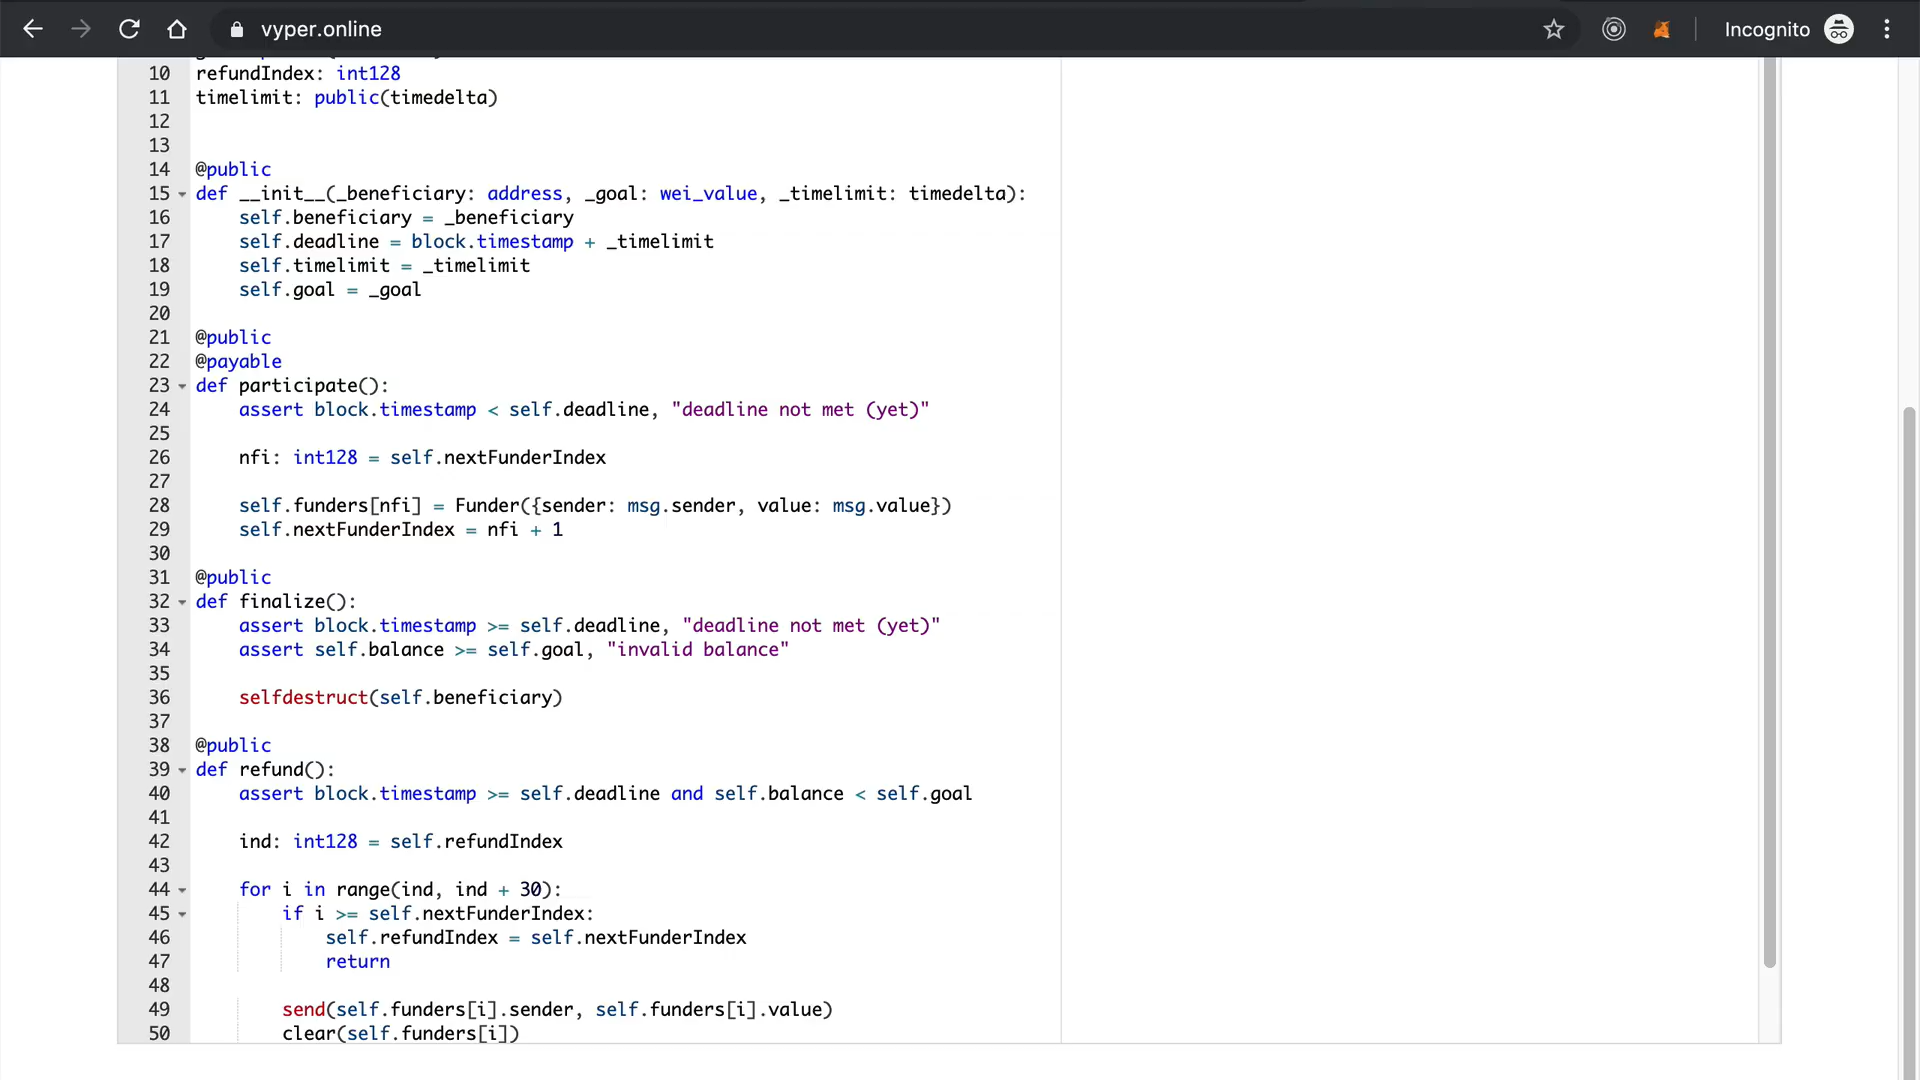 vyper.online
Incognito
10 refundIndex: int128
11 timelimit: public(timedelta)
12
13
14 @public
15 def __init__(_beneficiary: address, _goal: wei_value, _timelimit: timedelta):
16     self.beneficiary = _beneficiary
17     self.deadline = block.timestamp + _timelimit
18     self.timelimit = _timelimit
19     self.goal = _goal
20
21 @public
22 @payable
23 def participate():
24     assert block.timestamp < self.deadline, "deadline not met (yet)"
25
26     nfi: int128 = self.nextFunderIndex
27
28     self.funders[nfi] = Funder({sender: msg.sender, value: msg.value})
29     self.nextFunderIndex = nfi + 1
30
31 @public
32 def finalize():
33     assert block.timestamp >= self.deadline, "deadline not met (yet)"
34     assert self.balance >= self.goal, "invalid balance"
35
36     selfdestruct(self.beneficiary)
37
38 @public
39 def refund():
40     assert block.timestamp >= self.deadline and self.balance < self.goal
41
42     ind: int128 = self.refundIndex
43
44     for i in range(ind, ind + 30):
45         if i >= self.nextFunderIndex:
46             self.refundIndex = self.nextFunderIndex
47             return
48
49         send(self.funders[i].sender, self.funders[i].value)
50         clear(self.funders[i])